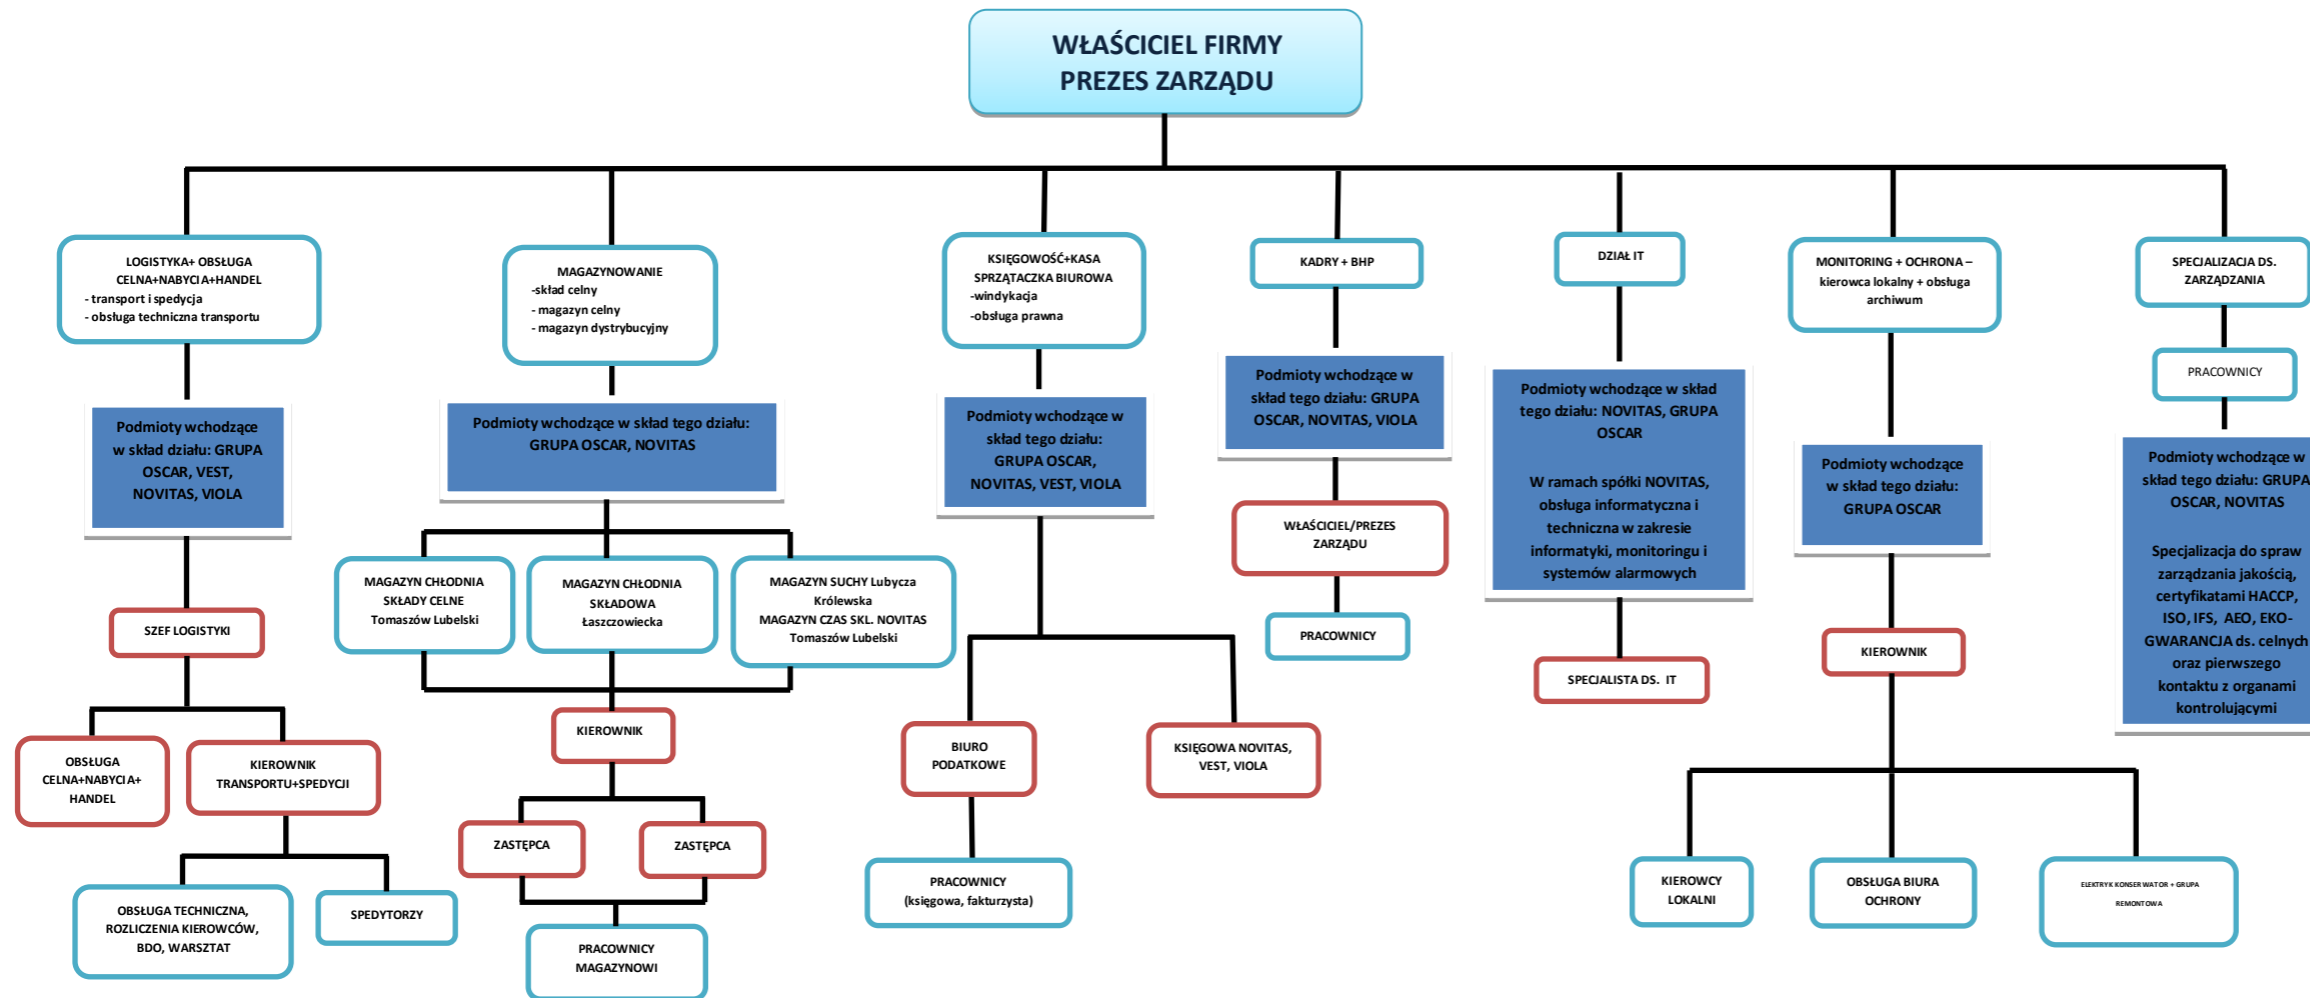 WŁAŚCICIEL FIRMY
PREZES ZARZĄDU
LOGISTYKA+ OBSŁUGA
CELNA+NABYCIA+HANDEL
- transport i spedycja
- obsługa techniczna transportu
Podmioty wchodzące
w skład działu: GRUPA
OSCAR, VEST,
NOVITAS, VIOLA
SZEF LOGISTYKI
OBSŁUGA
CELNA+NABYCIA+
HANDEL
KIEROWNIK
TRANSPORTU+SPEDYCJI
OBSŁUGA TECHNICZNA,
ROZLICZENIA KIEROWCÓW,
BDO, WARSZTAT
SPEDYTORZY
MAGAZYNOWANIE
-skład celny
- magazyn celny
- magazyn dystrybucyjny
Podmioty wchodzące w skład tego działu:
GRUPA OSCAR, NOVITAS
MAGAZYN CHŁODNIA
SKŁADY CELNE
Tomaszów Lubelski
MAGAZYN CHŁODNIA
SKŁADOWA
Łaszczowiecka
MAGAZYN SUCHY Lubycza
Królewska
MAGAZYN CZAS SKL. NOVITAS
Tomaszów Lubelski
KIEROWNIK
ZASTĘPCA
ZASTĘPCA
PRACOWNICY
MAGAZYNOWI
KSIĘGOWOŚĆ+KASA
SPRZĄTACZKA BIUROWA
-windykacja
-obsługa prawna
Podmioty wchodzące w
skład tego działu:
GRUPA OSCAR,
NOVITAS, VEST, VIOLA
BIURO
PODATKOWE
KSIĘGOWA NOVITAS,
VEST, VIOLA
PRACOWNICY
(księgowa, fakturzysta)
KADRY + BHP
Podmioty wchodzące w
skład tego działu: GRUPA
OSCAR, NOVITAS, VIOLA
WŁAŚCICIEL/PREZES
ZARZĄDU
PRACOWNICY
DZIAŁ IT
Podmioty wchodzące w skład
tego działu: NOVITAS, GRUPA
OSCAR
W ramach spółki NOVITAS,
obsługa informatyczna i
techniczna w zakresie
informatyki, monitoringu i
systemów alarmowych
SPECJALISTA DS. IT
MONITORING + OCHRONA –
kierowca lokalny + obsługa
archiwum
Podmioty wchodzące
w skład tego działu:
GRUPA OSCAR
KIEROWNIK
KIEROWCY
LOKALNI
OBSŁUGA BIURA
OCHRONY
ELEKTRYK KONSERWATOR + GRUPA
REMONTOWA
SPECJALIZACJA DS.
ZARZĄDZANIA
PRACOWNICY
Podmioty wchodzące w
skład tego działu: GRUPA
OSCAR, NOVITAS
Specjalizacja do spraw
zarządzania jakością,
certyfikatami HACCP,
ISO, IFS, AEO, EKO-
GWARANCJA ds. celnych
oraz pierwszego
kontaktu z organami
kontrolującymi